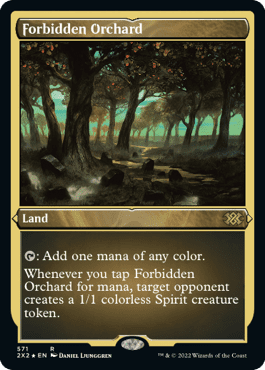 Forbidden Orchard
Land
: Add one mana of any color.
Whenever you tap Forbidden
Orchard for mana, target opponent
creates a 1/1 colorless Spirit creature
token.
571 R
2X2 ★ EN Daniel Ljunggren
™ & © 2022 Wizards of the Coast